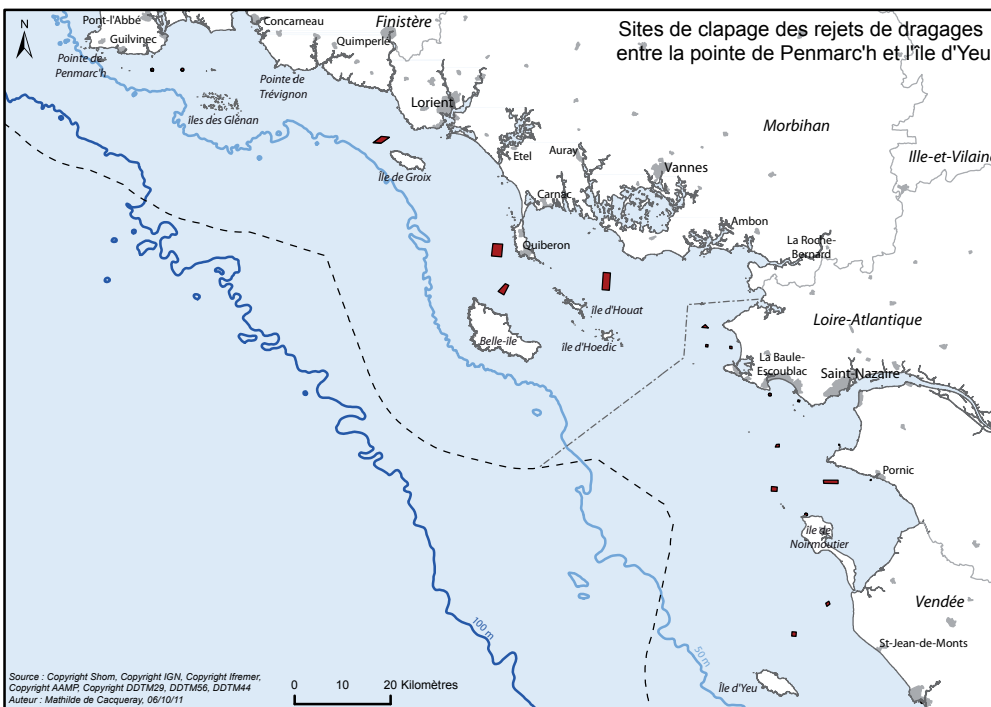 Sites de clapage des rejets de dragages
entre la pointe de Penmarc'h et l'île d'Yeu
N
Pont-l'Abbé
Concarneau
Finistère
Guilvinec
Quimperlé
Pointe de
Penmarc'h
Pointe de
Trévignon
îles des Glénan
Lorient
Morbihan
Île de Groix
Etel
Auray
Vannes
Ille-et-Vilaine
Carnac
Ambon
Quiberon
La Roche-
Bernard
île d'Houat
Loire-Atlantique
Belle-île
île d'Hoedic
La Baule-
Escoublac
Saint-Nazaire
Pornic
île de
Noirmoutier
Vendée
100 m
50 m
St-Jean-de-Monts
Île d'Yeu
Source : Copyright Shom, Copyright IGN, Copyright Ifremer,
Copyright AAMP, Copyright DDTM29, DDTM56, DDTM44
Auteur : Mathilde de Cacqueray, 06/10/11
0 10 20 Kilomètres